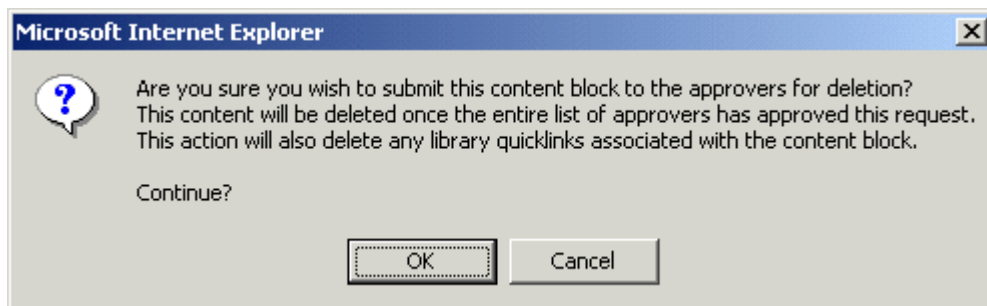 Microsoft Internet Explorer
Are you sure you wish to submit this content block to the approvers for deletion?
This content will be deleted once the entire list of approvers has approved this request.
This action will also delete any library quicklinks associated with the content block.
Continue?
OK
Cancel